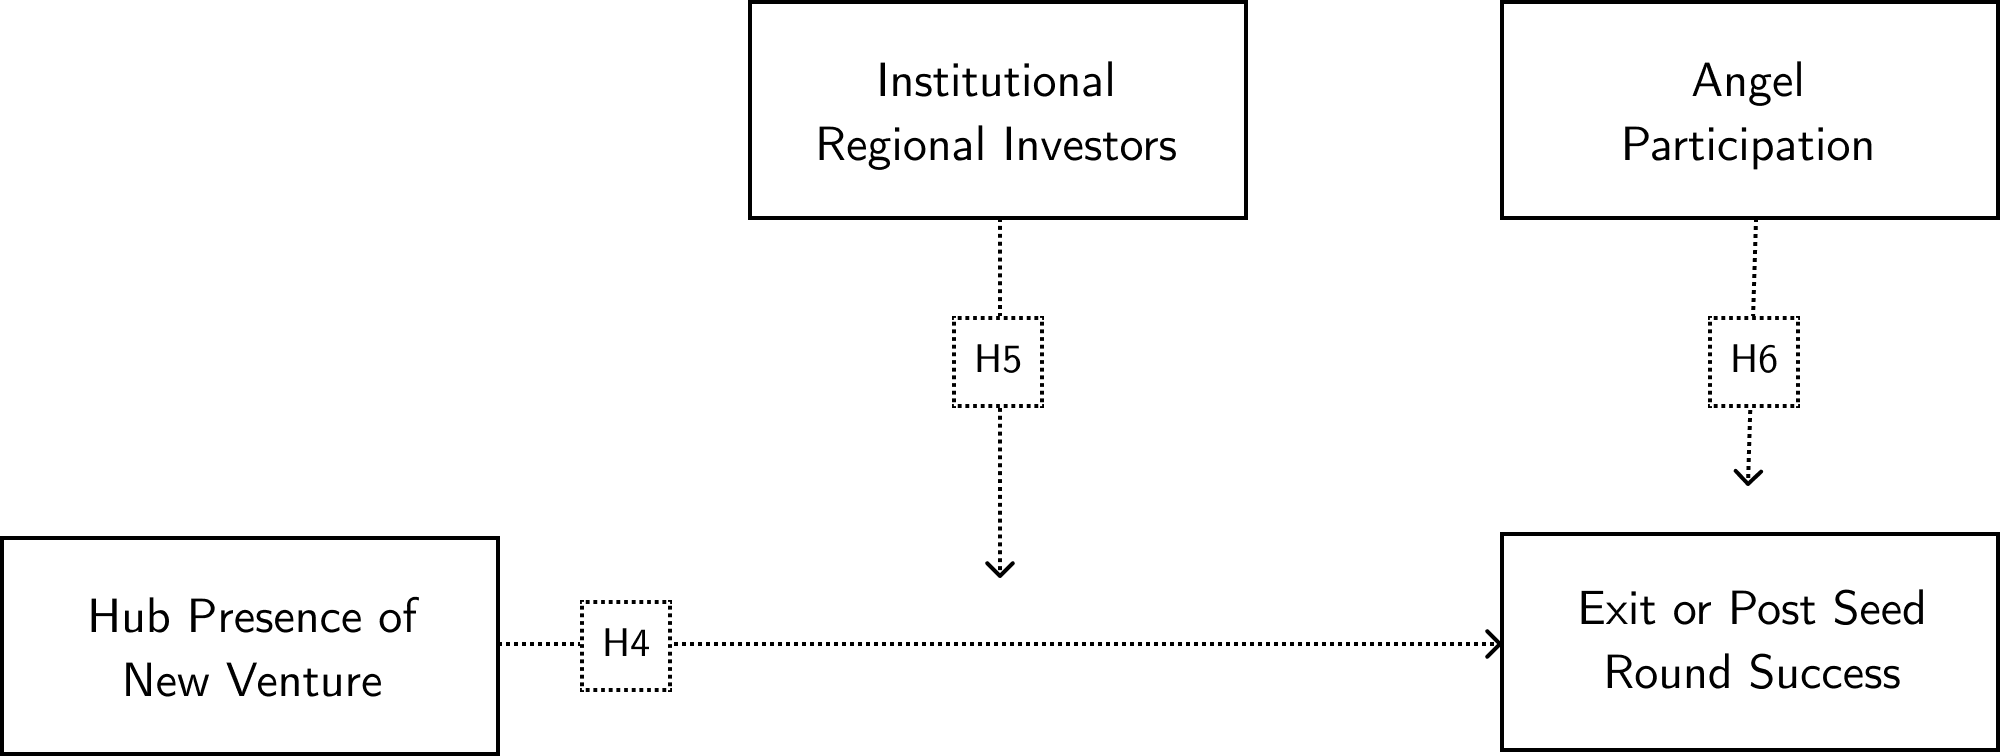 Institutional
Regional Investors
Angel
Participation
H5
H6
Hub Presence of
New Venture
H4
Exit or Post Seed
Round Success